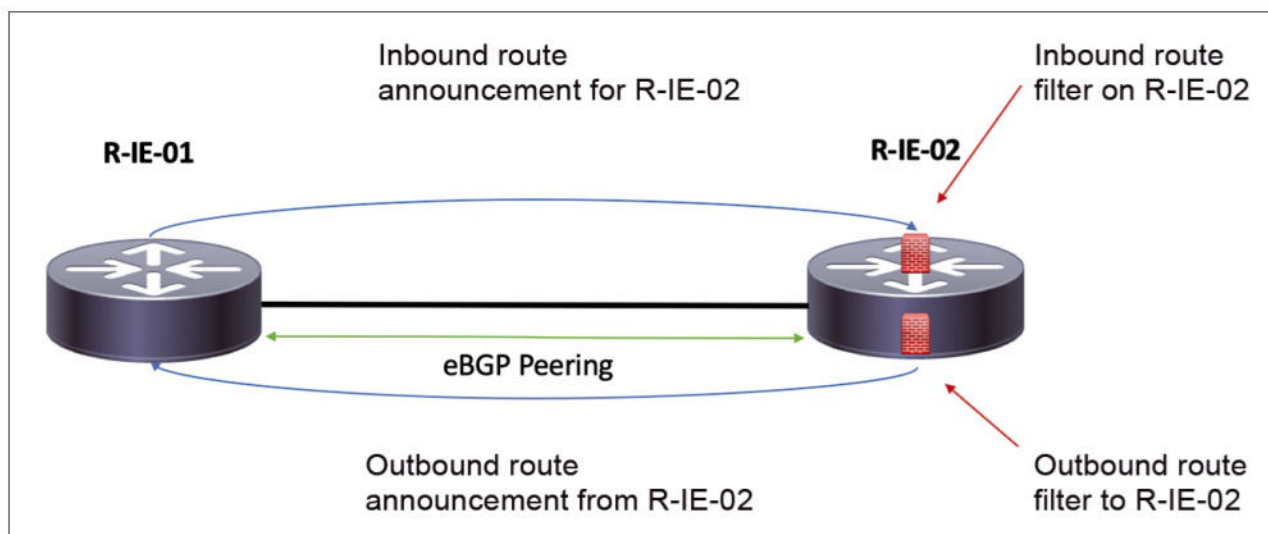 Inbound route
announcement for R-IE-02
Inbound route
filter on R-IE-02
R-IE-01
R-IE-02
eBGP Peering
Outbound route
announcement from R-IE-02
Outbound route
filter to R-IE-02